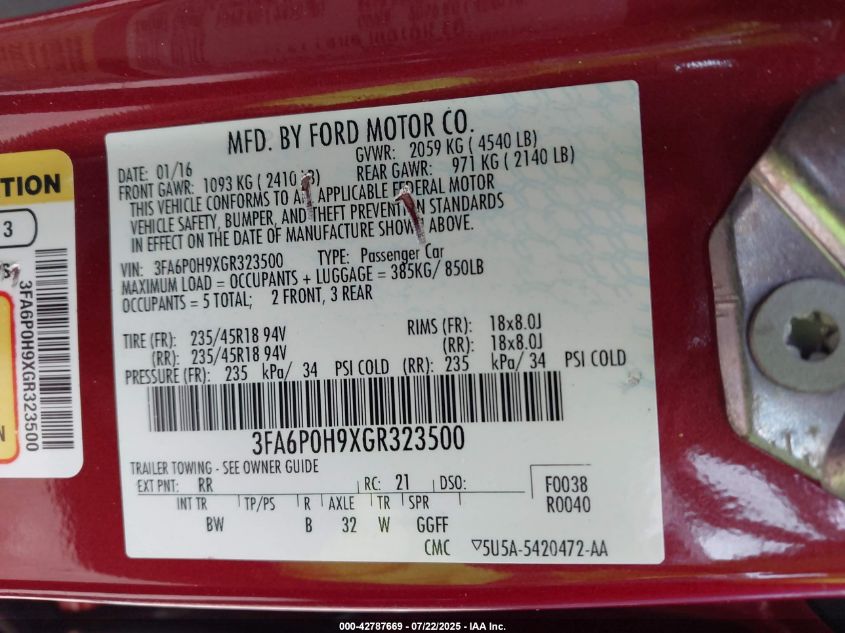 MFD. BY FORD MOTOR CO.
DATE: 01/16 GVWR: 2059 KG ( 4540 LB)
FRONT GAWR: 1093 KG ( 2410 LB) REAR GAWR: 971 KG ( 2140 LB)
THIS VEHICLE CONFORMS TO ALL APPLICABLE FEDERAL MOTOR
VEHICLE SAFETY, BUMPER, AND THEFT PREVENTION STANDARDS
IN EFFECT ON THE DATE OF MANUFACTURE SHOWN ABOVE.
VIN: 3FA6P0H9XGR323500 TYPE: Passenger Car
MAXIMUM LOAD = OCCUPANTS + LUGGAGE = 385KG/ 850LB
OCCUPANTS = 5 TOTAL; 2 FRONT, 3 REAR
TIRE (FR): 235/45R18 94V RIMS (FR): 18x8.0J
(RR): 235/45R18 94V (RR): 18x8.0J
PRESSURE (FR): 235 kPa/ 34 PSI COLD (RR): 235 kPa/ 34 PSI COLD
3FA6P0H9XGR323500
TRAILER TOWING - SEE OWNER GUIDE
EXT PNT: RR RC: 21 DSO: F0038
INT TR TP/PS R AXLE TR SPR R0040
BW B 32 W GGFF
CMC ▽5U5A-5420472-AA
TION
3
3FA6P0H9XGR323500
N
000-42787669 - 07/22/2025 - IAA Inc.